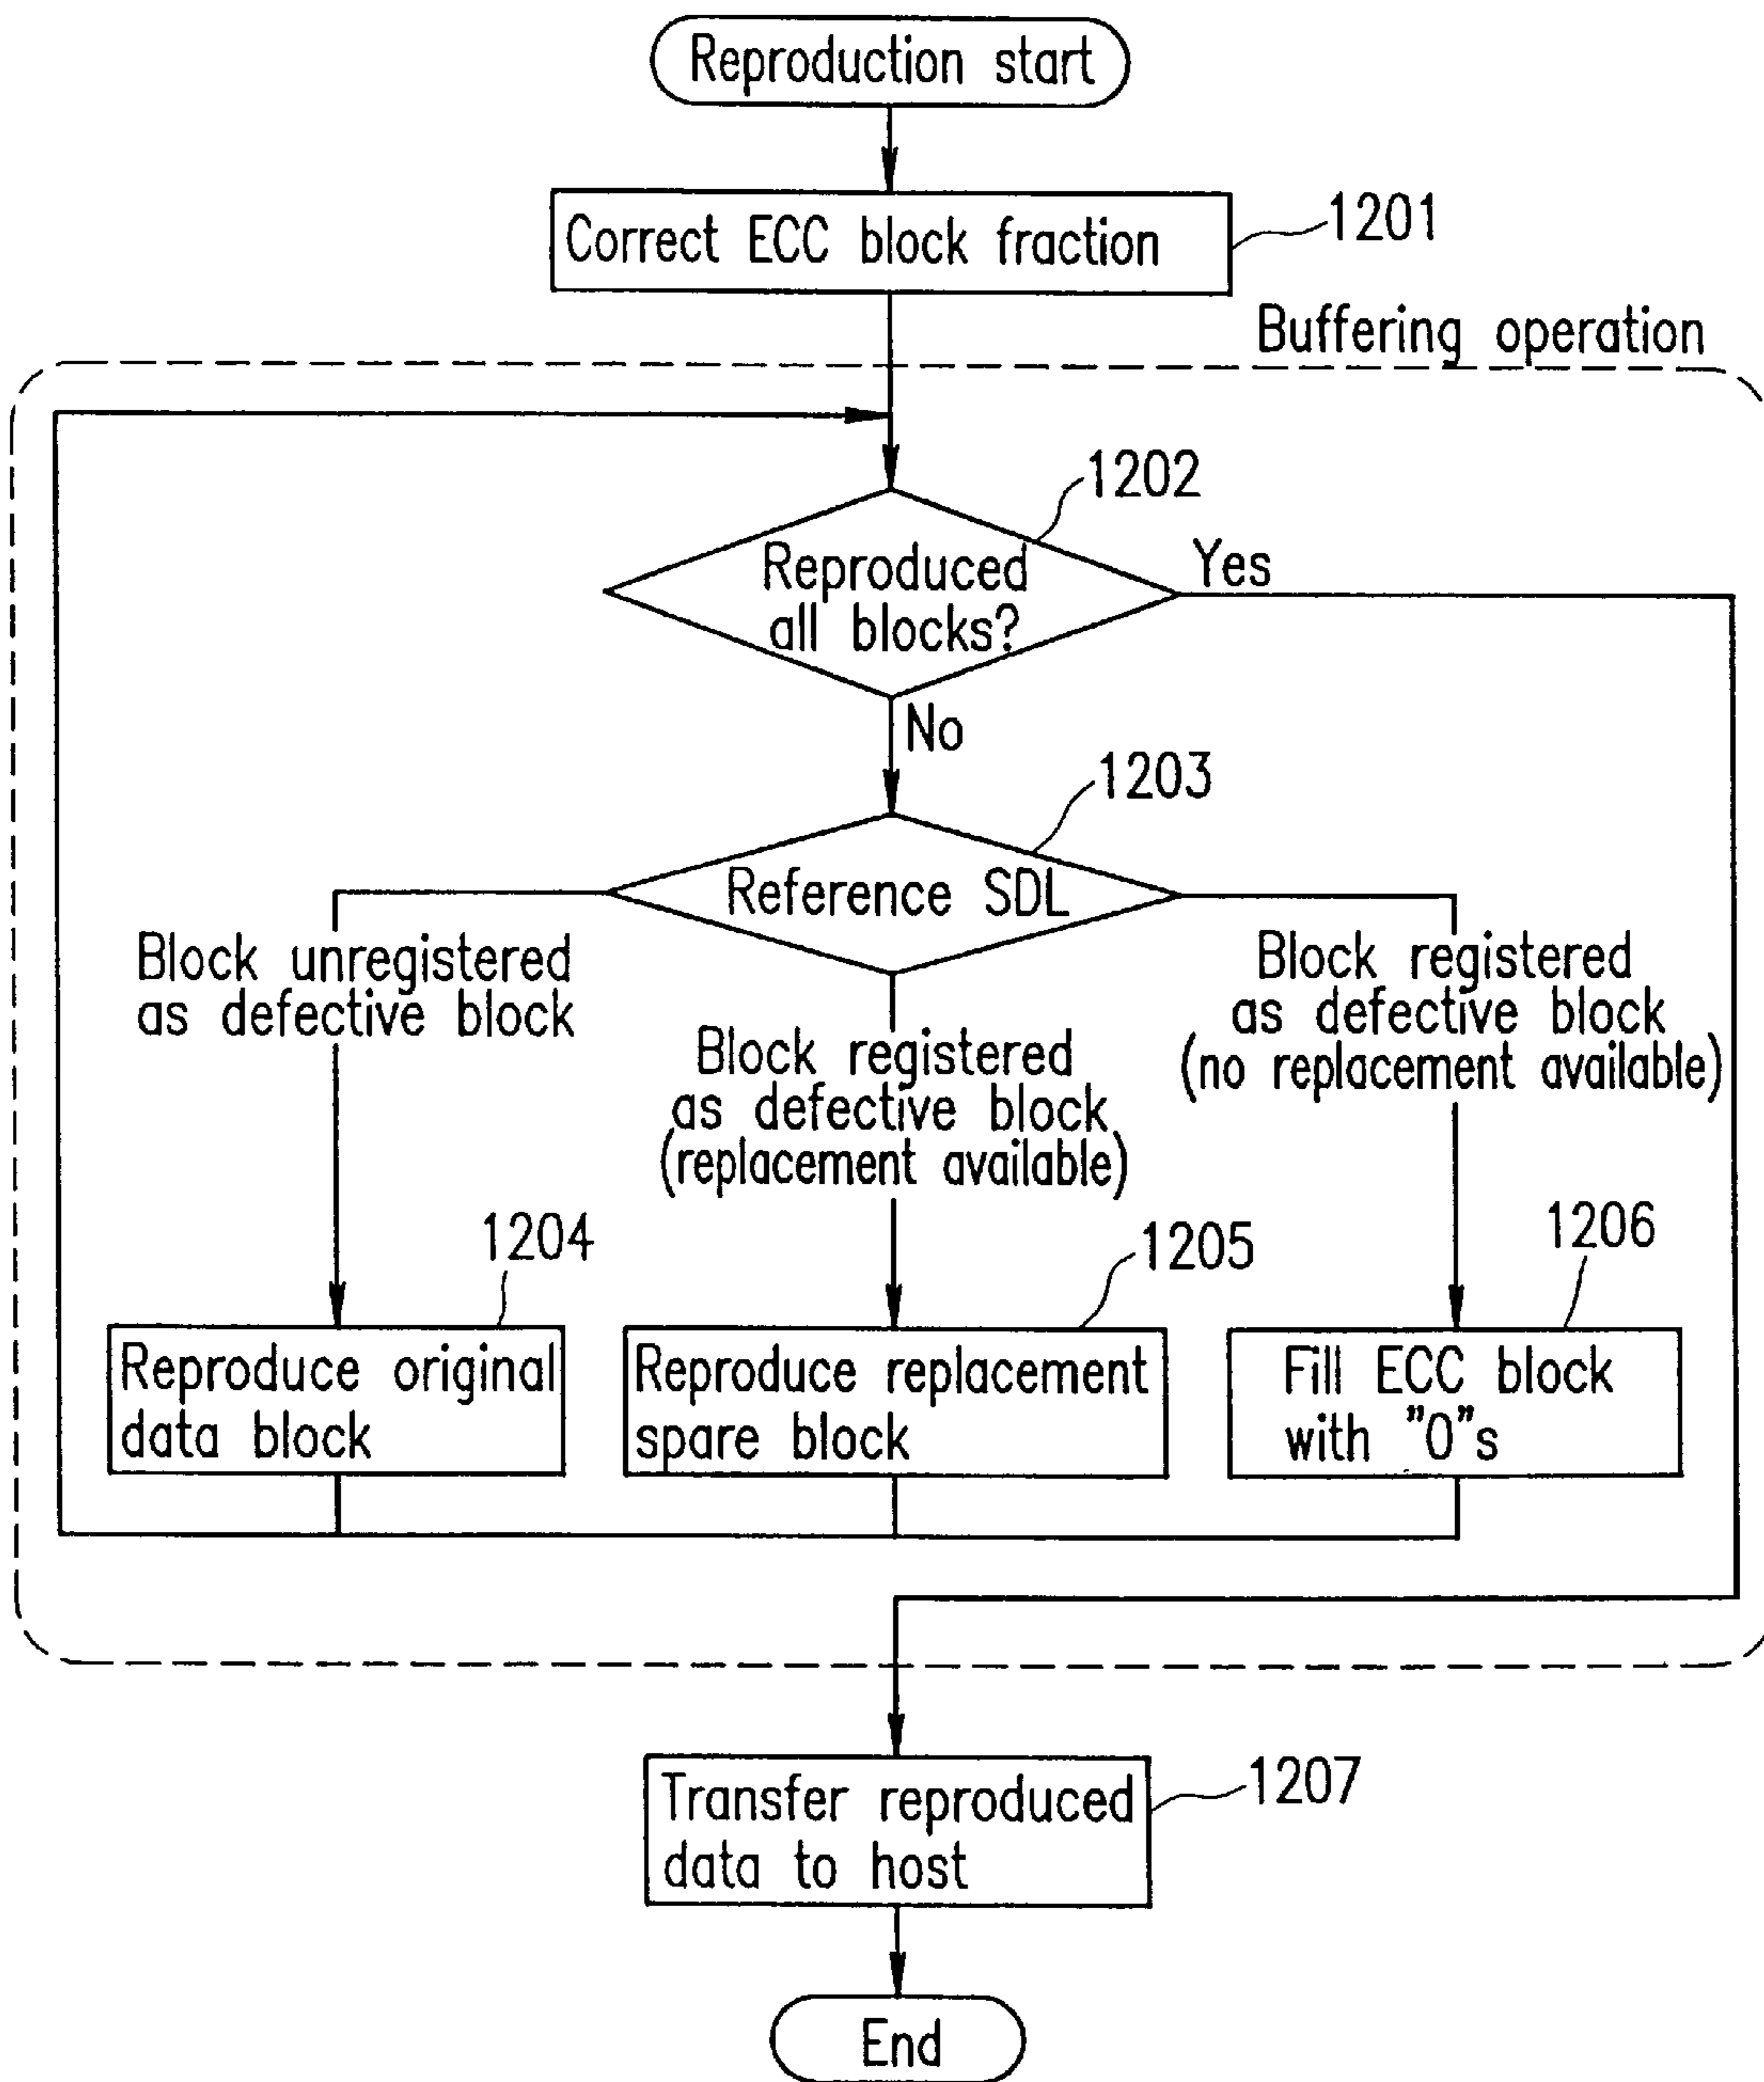 Reproduction start
Correct ECC block fraction
1201
Buffering operation
1202
Reproduced
all blocks?
Yes
No
1203
Reference SDL
Block unregistered
as defective block
Block registered
as defective block
(replacement available)
Block registered
as defective block
(no replacement available)
1204
Reproduce original
data block
1205
Reproduce replacement
spare block
1206
Fill ECC block
with "0"s
Transfer reproduced
data to host
1207
End